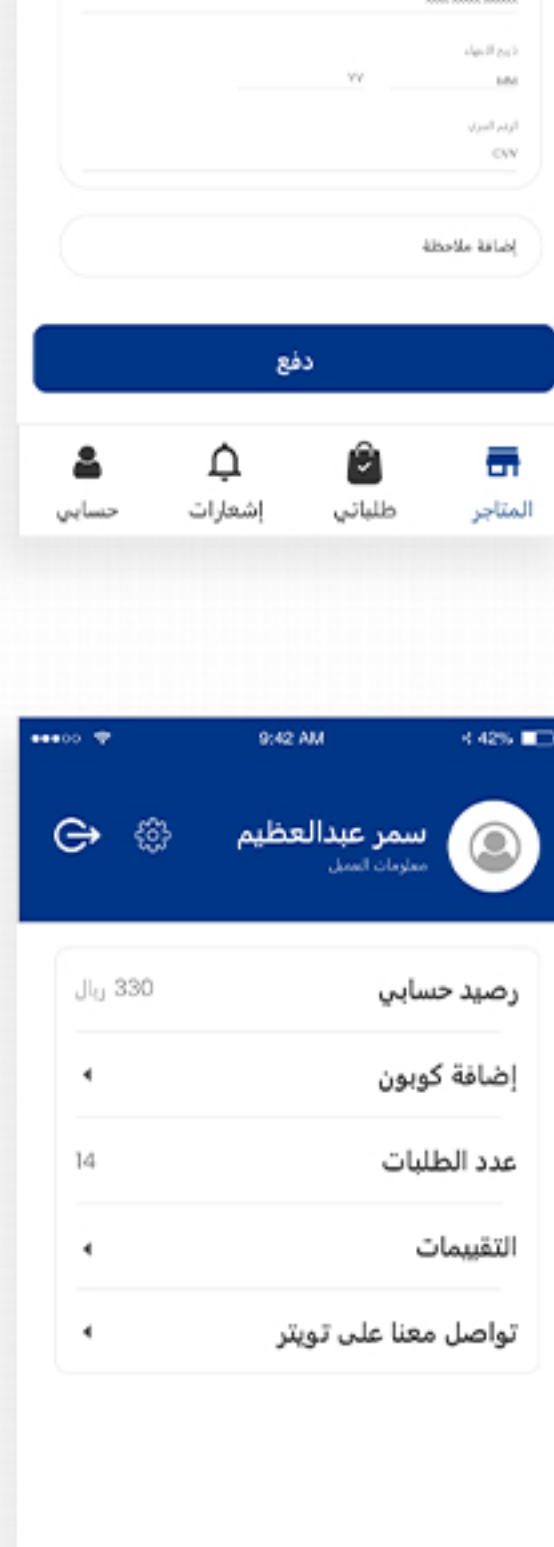 تاريخ الانتهاء
MM YY
الرقم السري
CVV
إضافة ملاحظة
دفع
المتاجر طلباتي إشعارات حسابي
9:42 AM 42%
سمر عبدالعظيم
معلومات العميل
رصيد حسابي 330 ريال
إضافة كوبون
عدد الطلبات 14
التقييمات
تواصل معنا على تويتر